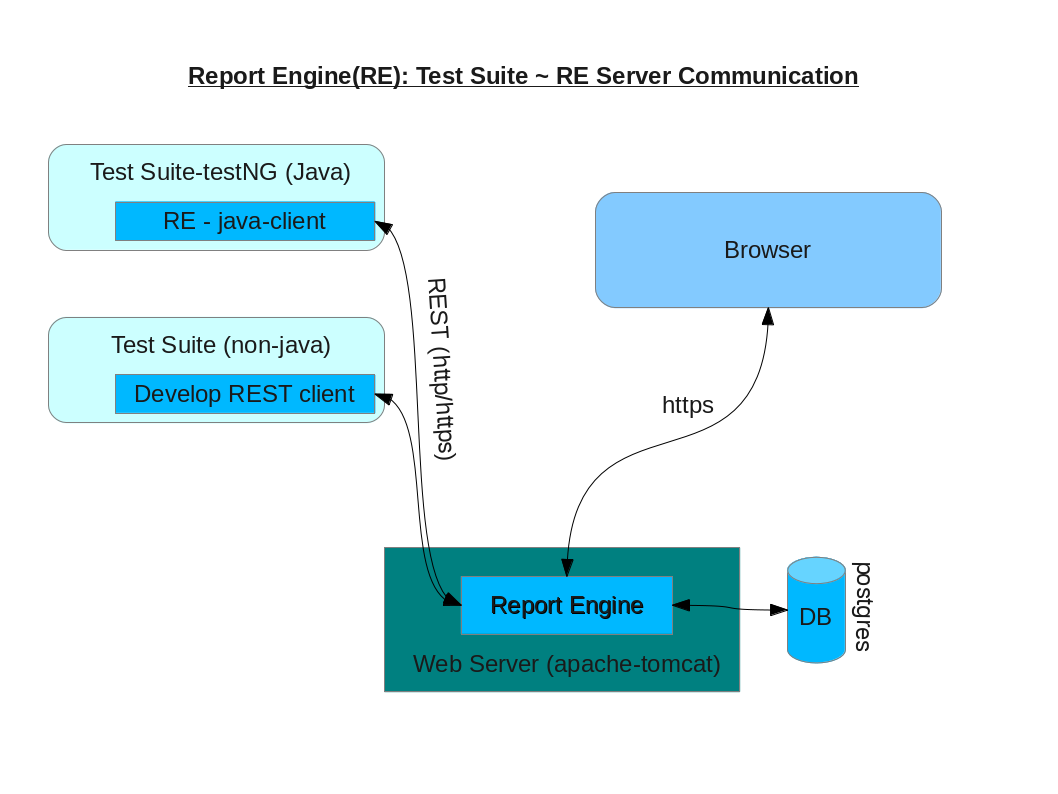 Report Engine(RE): Test Suite ~ RE Server Communication
Test Suite-testNG (Java)
RE - java-client
Browser
REST (http/https)
Test Suite (non-java)
Develop REST client
https
Report Engine
Web Server (apache-tomcat)
DB
postgres